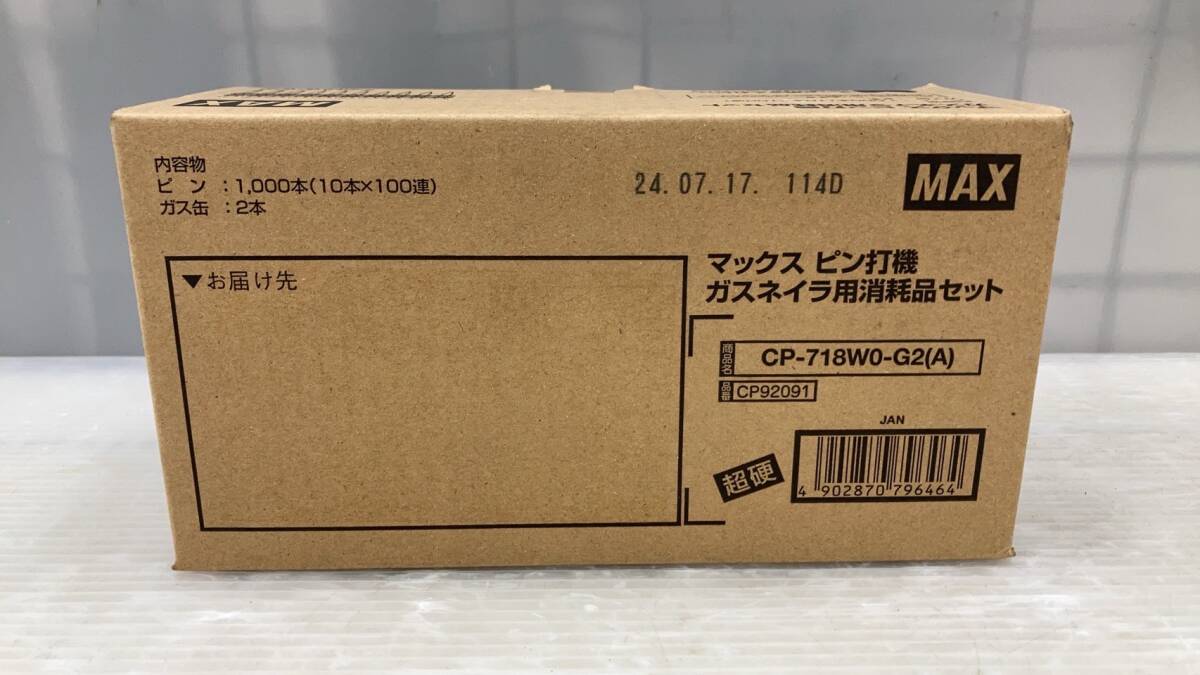 MAX
内容物
ピン：1,000本(10本×100連)
ガス缶：2本
24.07.17. 114D
MAX
▼お届け先
マックス ピン打機
ガスネイラ用消耗品セット
商品名 CP-718W0-G2(A)
品番 CP92091
JAN
超硬
4 902870 796464